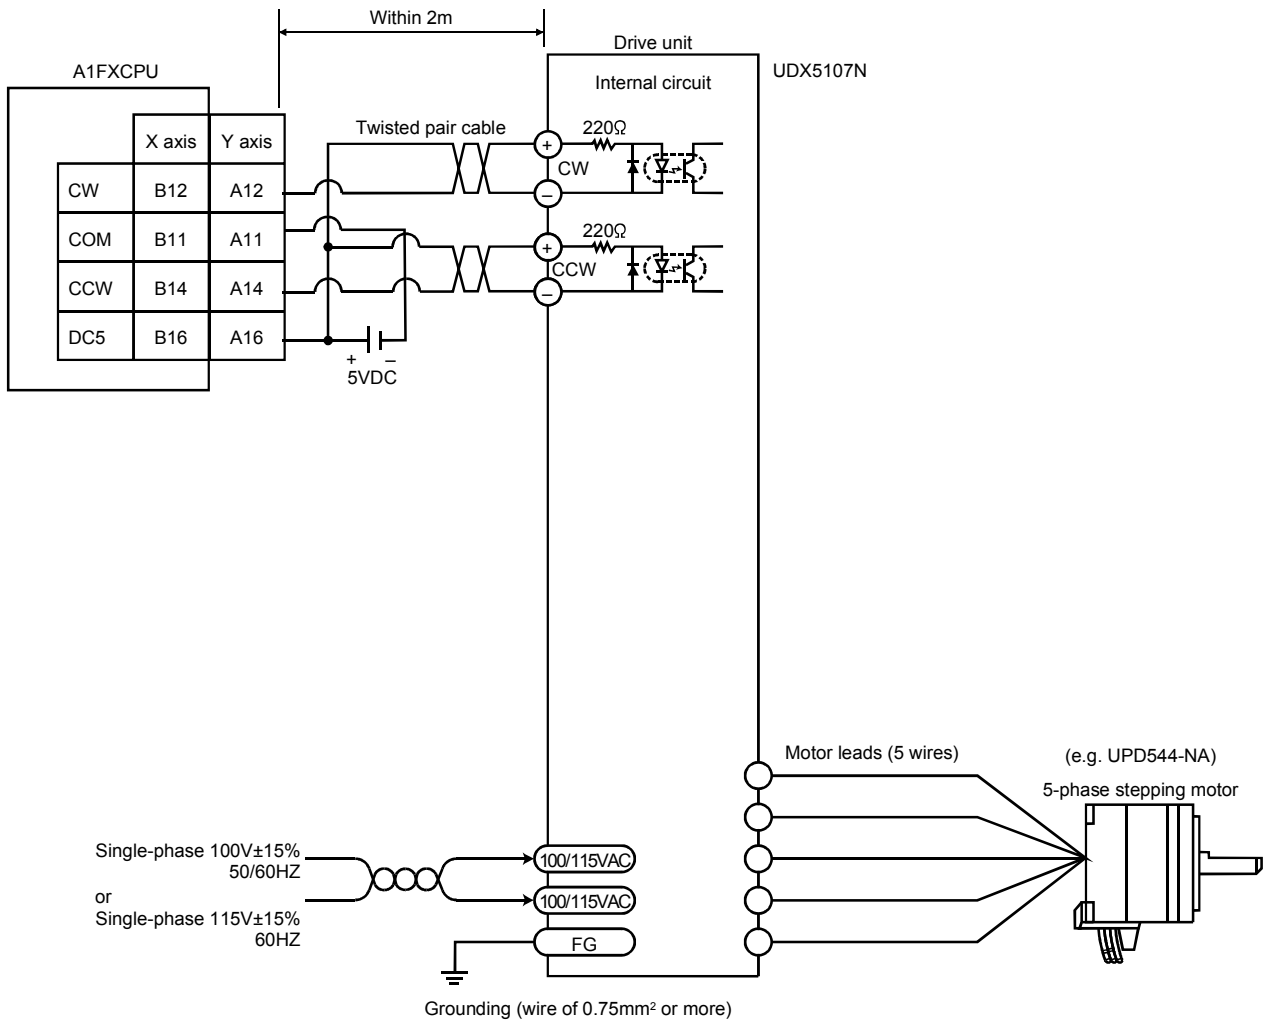 Within 2m
Drive unit
A1FXCPU
UDX5107N
Internal circuit
X axis Y axis
Twisted pair cable
220Ω
+
CW
–
CW B12 A12
COM B11 A11
CCW B14 A14
DC5 B16 A16
220Ω
+
CCW
–
+ –
5VDC
Motor leads (5 wires)
(e.g. UPD544-NA)
5-phase stepping motor
Single-phase 100V±15%
50/60HZ
or
Single-phase 115V±15%
60HZ
100/115VAC
100/115VAC
FG
Grounding (wire of 0.75mm² or more)